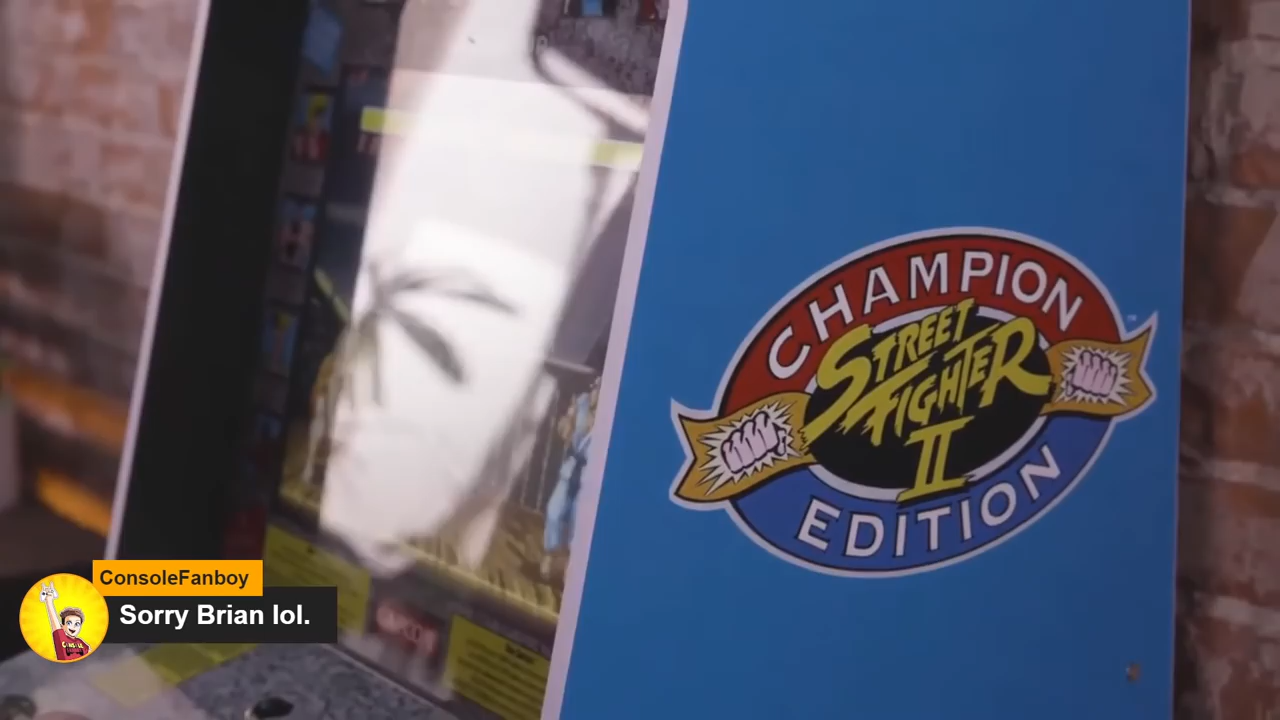 CHAMPION
STREET
FIGHTER
II
EDITION
ConsoleFanboy
Sorry Brian lol.